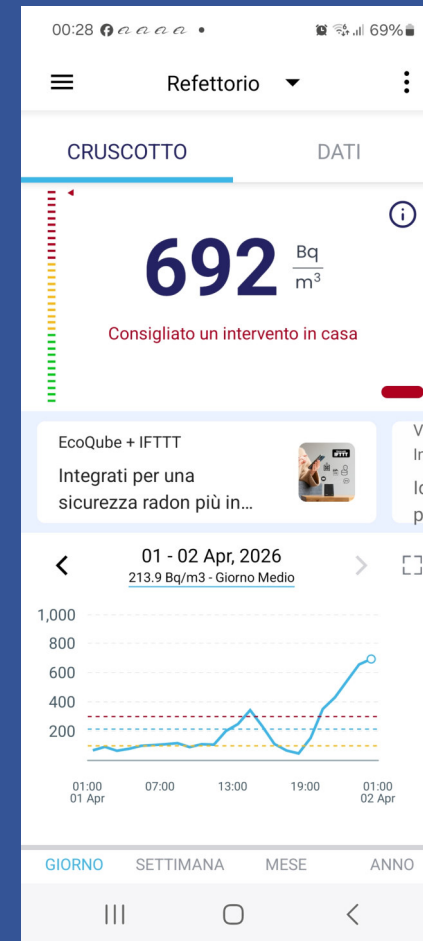 00:28
69%
Refettorio
CRUSCOTTO
DATI
692 Bq
m³
Consigliato un intervento in casa
EcoQube + IFTTT
Integrati per una
sicurezza radon più in...
IFTTT
V
Ir
p
01 - 02 Apr, 2026
213.9 Bq/m3 - Giorno Medio
1,000
800
600
400
200
01:00 07:00 13:00 19:00 01:00
01 Apr 02 Apr
GIORNO SETTIMANA MESE ANNO